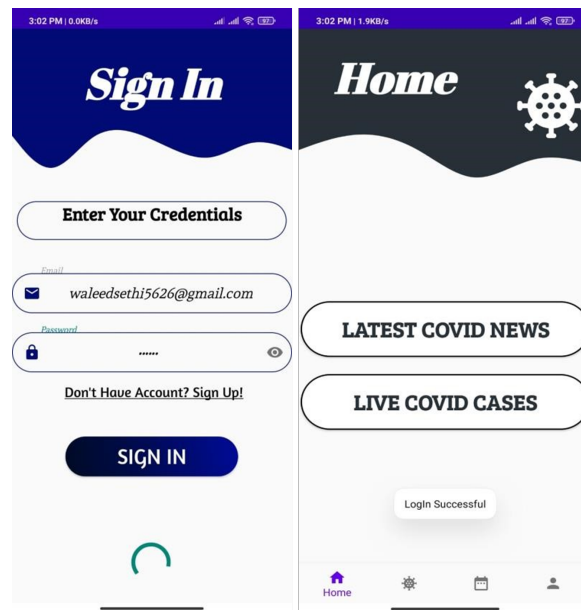 3:02 PM | 0.0KB/s
97
Sign In
Enter Your Credentials
Email
waleedsethi5626@gmail.com
Password
••••••
Don't Have Account? Sign Up!
SIGN IN
3:02 PM | 1.9KB/s
97
Home
LATEST COVID NEWS
LIVE COVID CASES
LogIn Successful
Home